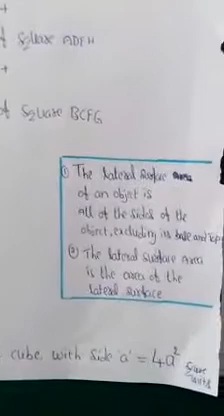 +
of Square ADFH
+
of Square BCFG
① The lateral surface
of an object is
all of the sides of the
object, excluding its base and Top
② The lateral surface Area
is the area of the
lateral surface
cube with side 'a' = 4a² Square
units